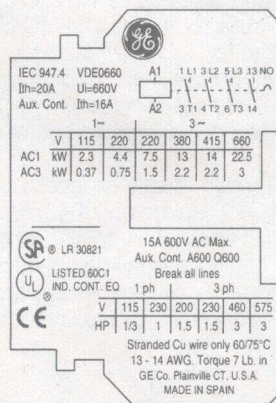 GE
IEC 947.4 VDE0660
Ith=20A Ui=660V
Aux. Cont. Ith=16A
A1
A2
1 L1 3 L2 5 L3 13 NO
3 T1 4 T2 6 T3 14
1~ 3~
V 115 220 220 380 415 660
AC1 kW 2.3 4.4 7.5 13 14 22.5
AC3 kW 0.37 0.75 1.5 2.2 2.2 3
SA ® LR 30821
UL ® LISTED 60C1
IND. CONT. EQ
CE
15A 600V AC Max.
Aux. Cont. A600 Q600
Break all lines
1 ph 3 ph
V 115 230 200 230 460 575
HP 1/3 1 1.5 1.5 3 3
Stranded Cu wire only 60/75°C
13 - 14 AWG. Torque 7 Lb. in
GE Co. Plainville CT. U.S.A.
MADE IN SPAIN